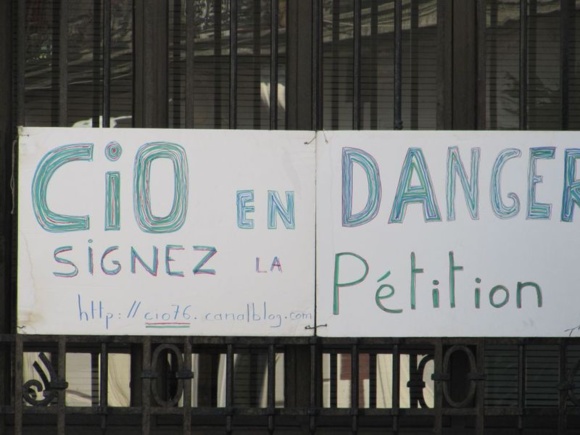 CiO EN DANGER
SiGNEZ LA Pétition
http://cio76.canalblog.com